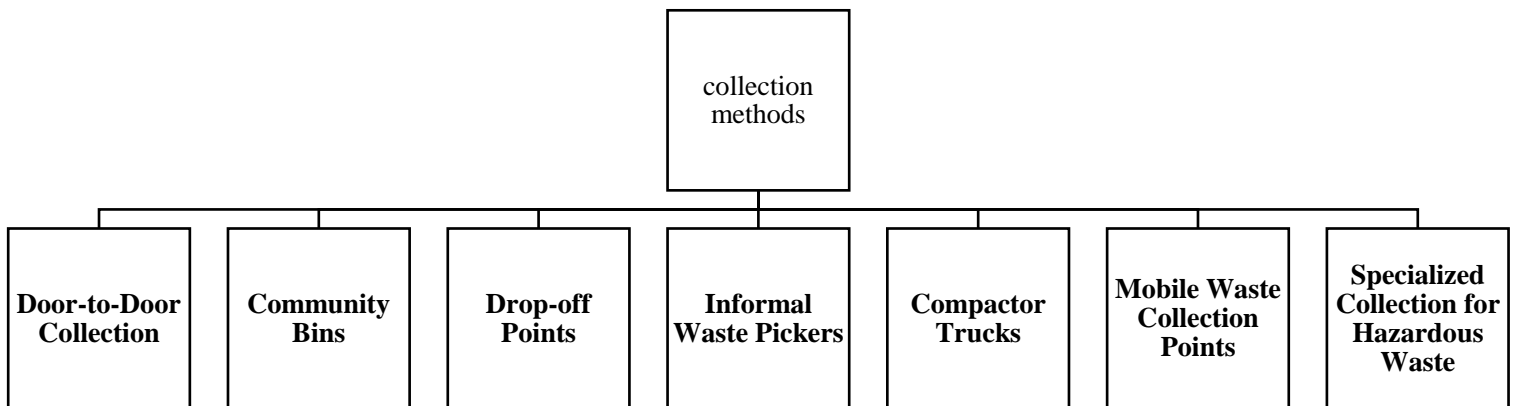 collection
methods
Door-to-Door
Collection
Community
Bins
Drop-off
Points
Informal
Waste Pickers
Compactor
Trucks
Mobile Waste
Collection
Points
Specialized
Collection for
Hazardous
Waste